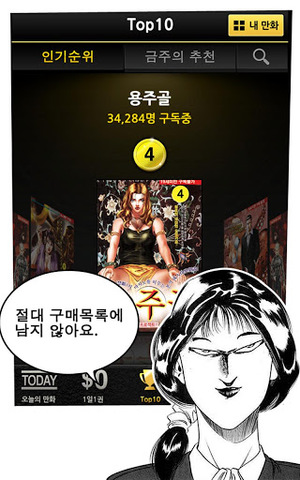 Top10
내 만화
인기순위
금주의 추천
용주골
34,284명 구독중
4
4
주
절대 구매목록에
남지 않아요.
TODAY
오늘의 만화
$0
1일1권
Top10